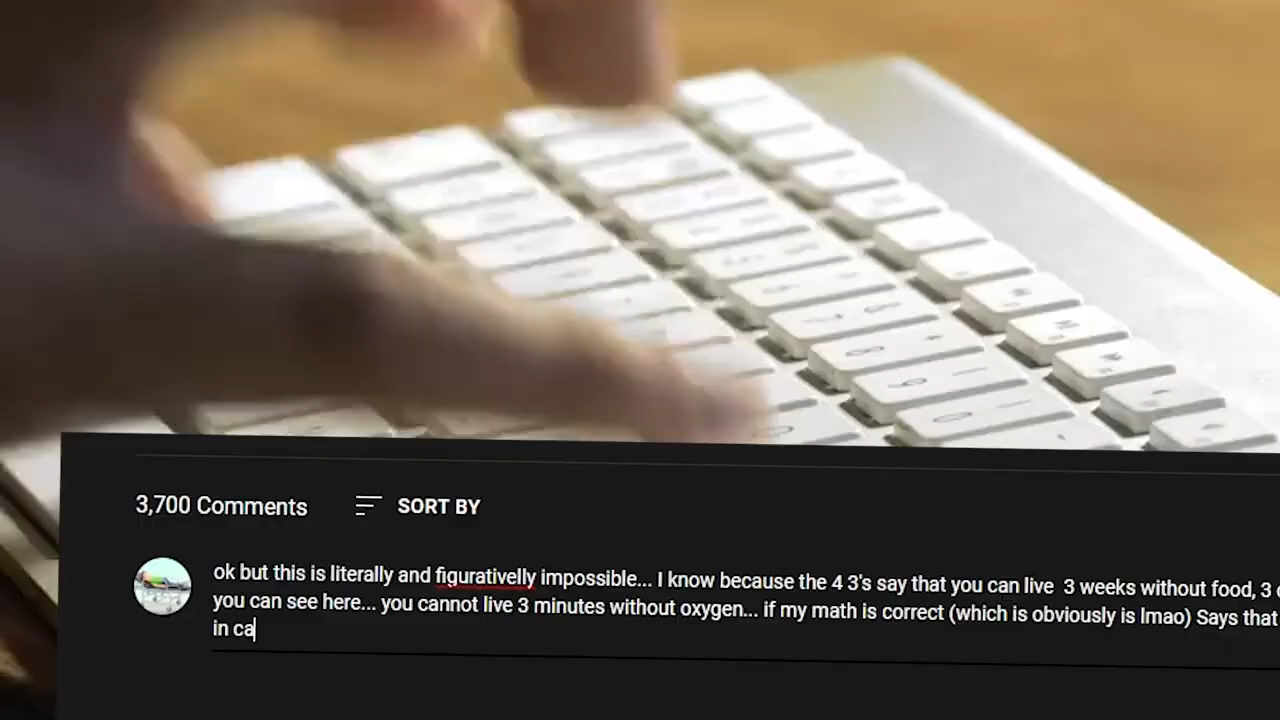 3,700 Comments
SORT BY
ok but this is literally and figurativelly impossible... I know because the 4 3's say that you can live 3 weeks without food, 3
you can see here... you cannot live 3 minutes without oxygen... if my math is correct (which is obviously is lmao) Says that
in ca